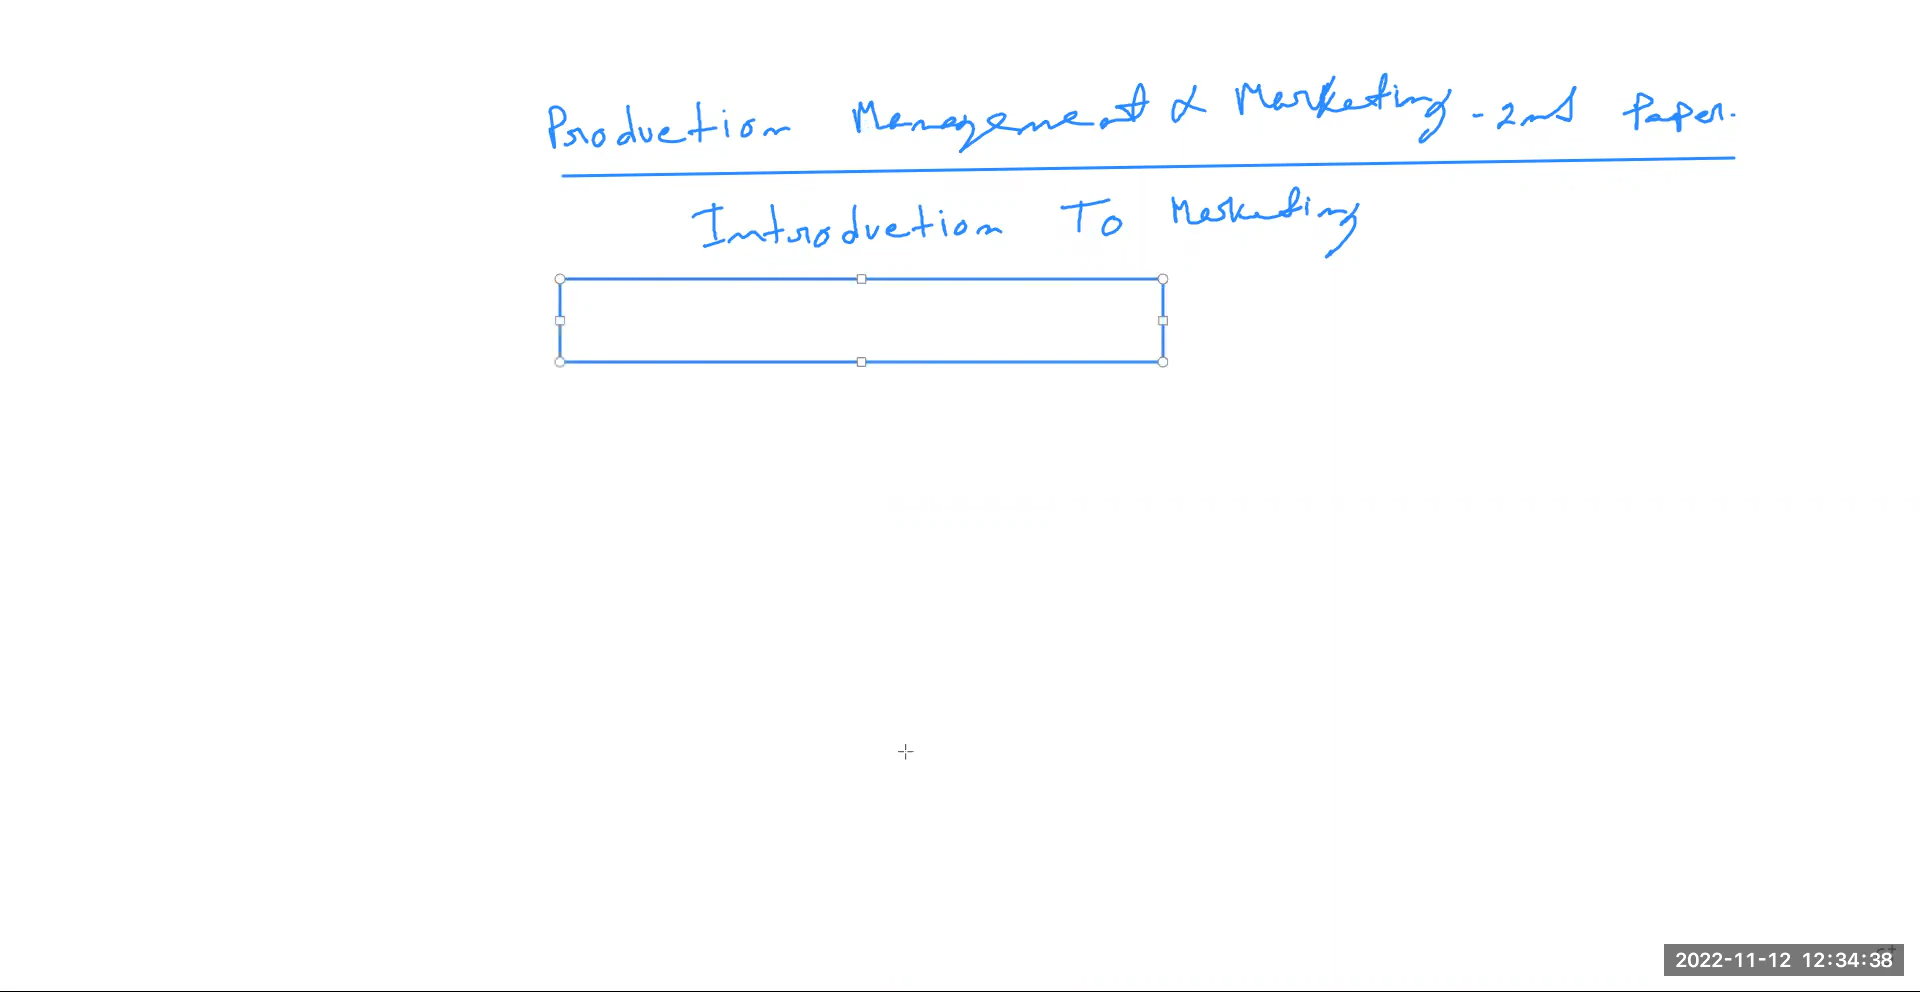 Production Management & Marketing - 2nd Paper.
Introduction To Marketing
2022-11-12 12:34:38